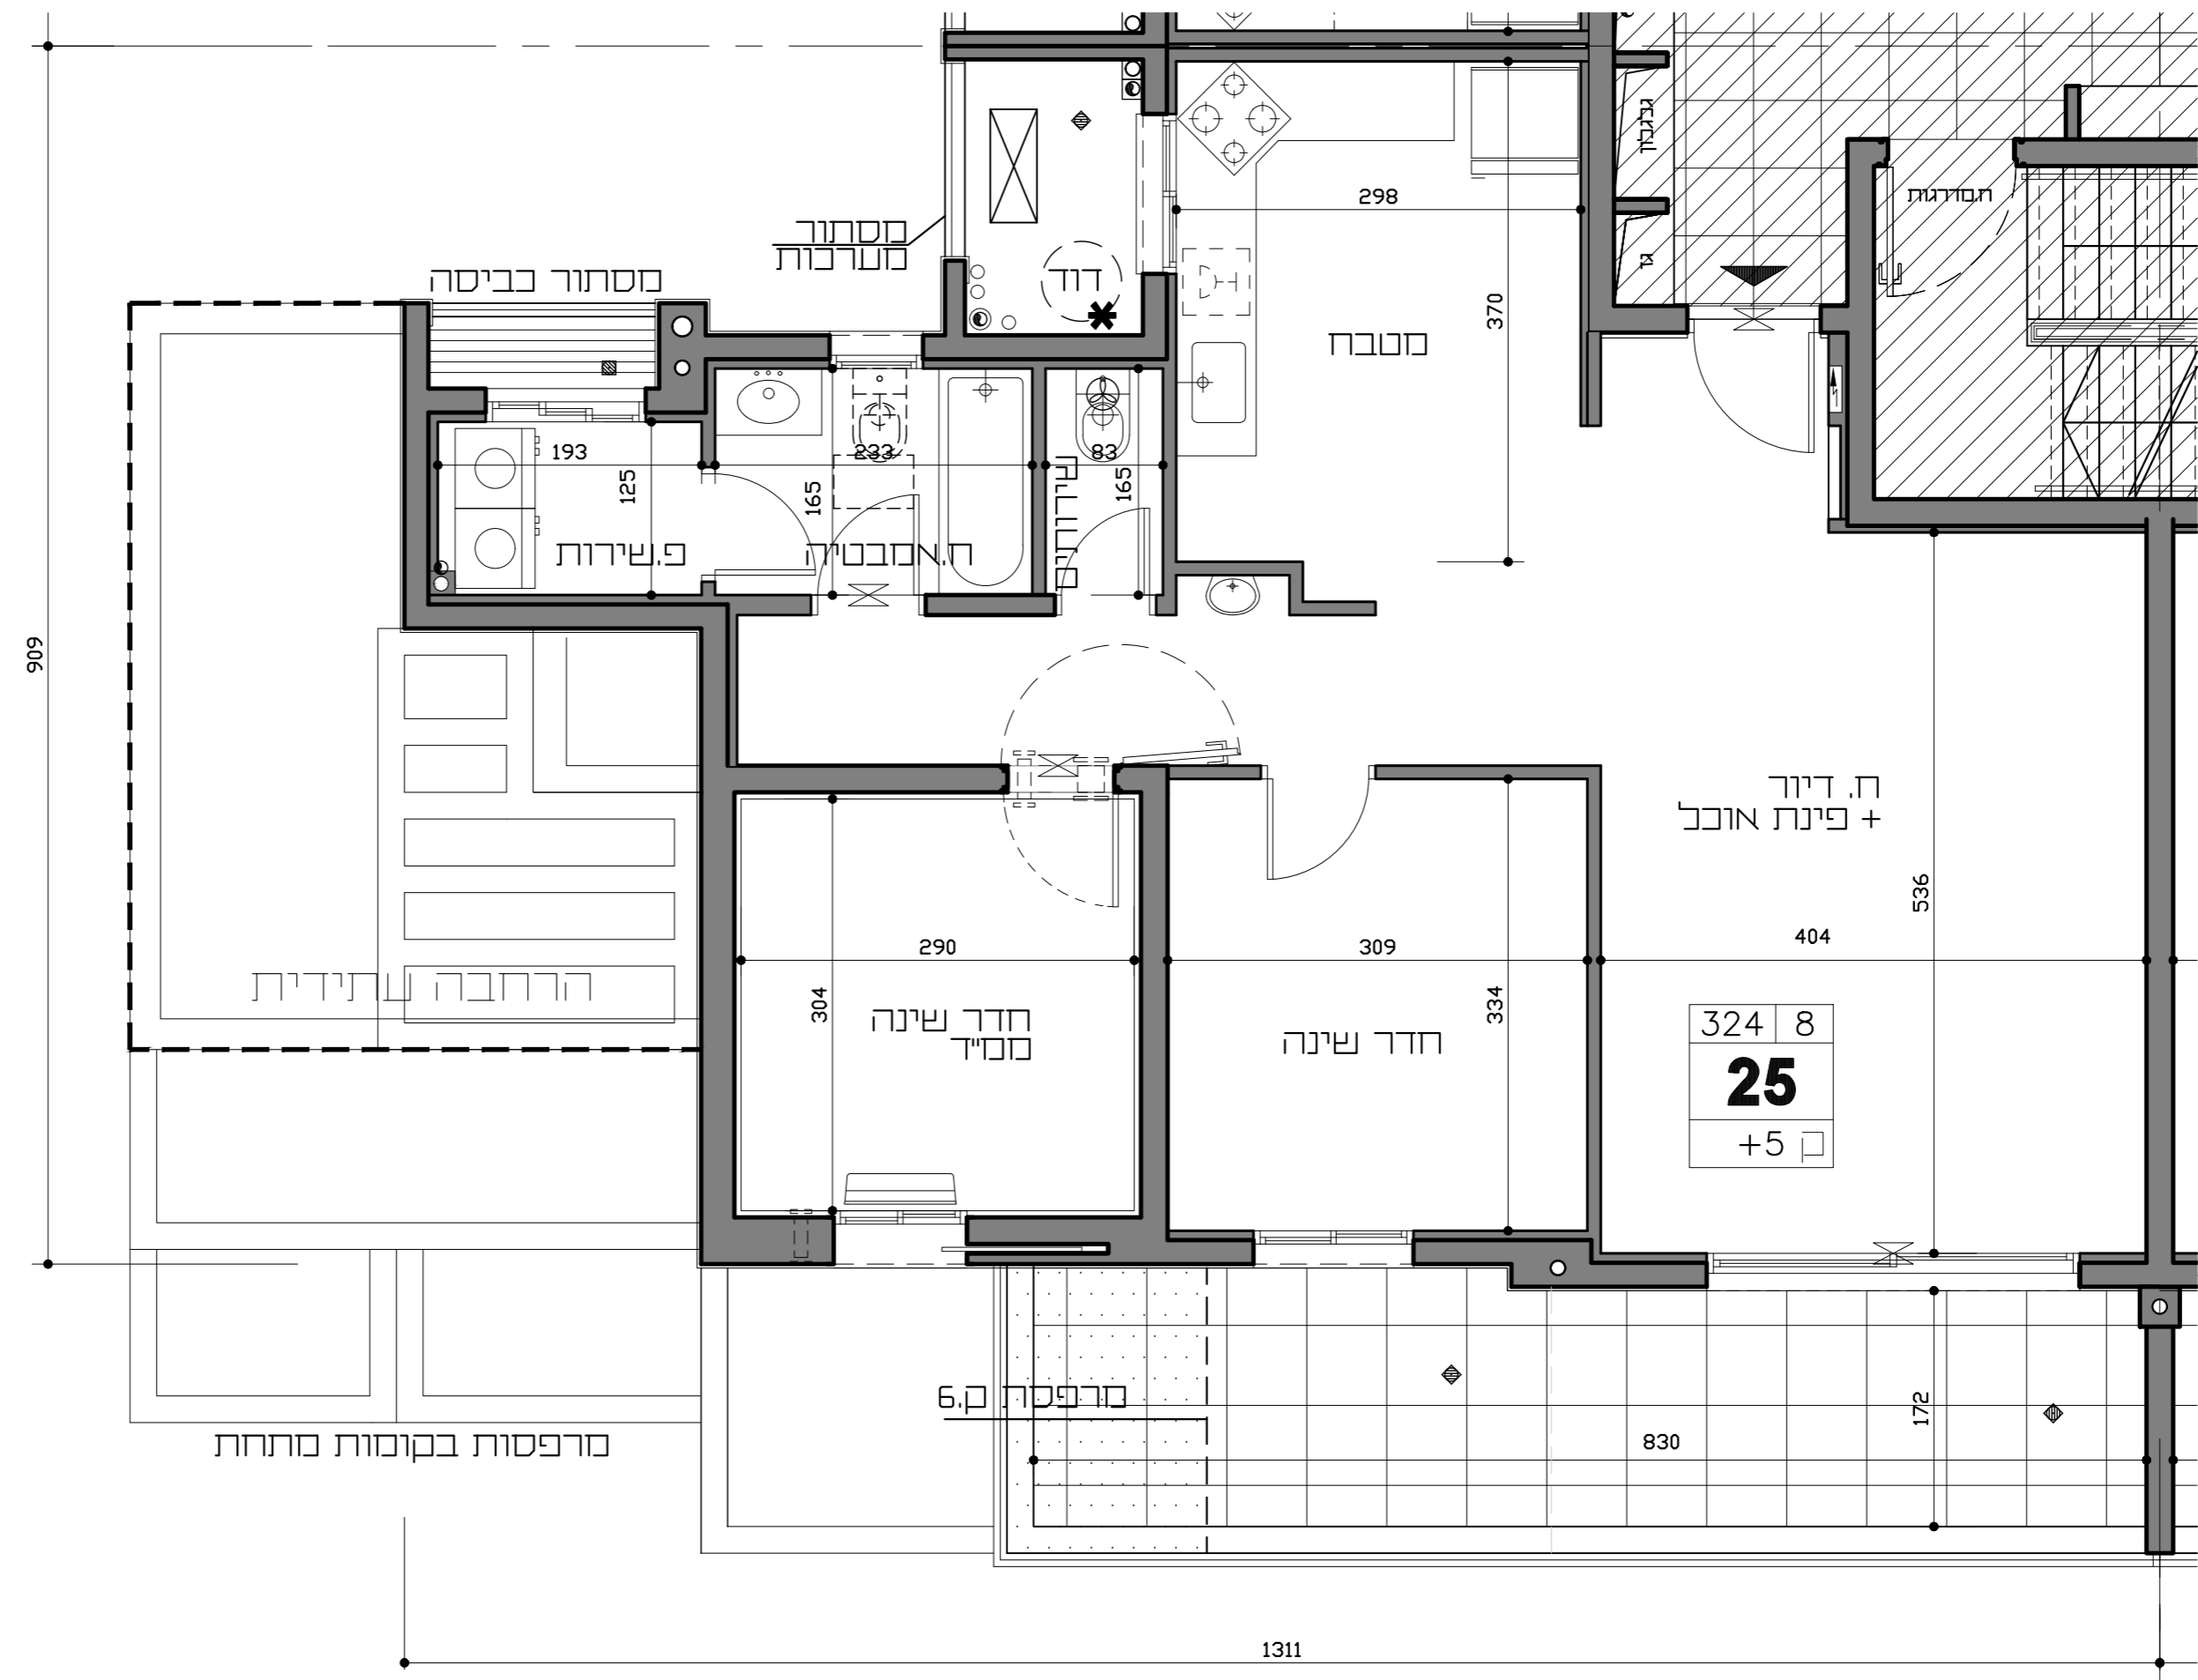 298
גלגלון
ח.מדרגות
מסתור
מערכות
מסתור כביסה
דוד
גז
370
מטבח
193
233
83
125
165
165
שירותים
פ.שירות
ח.אמבטיה
909
ח. דיור
+ פינת אוכל
536
290
309
404
הרחבה עתידית
304
334
חדר שינה
ממ"ד
חדר שינה
324 8
25
ק 5+
מרפסת ק.6
172
מרפסות בקומות מתחת
830
1311